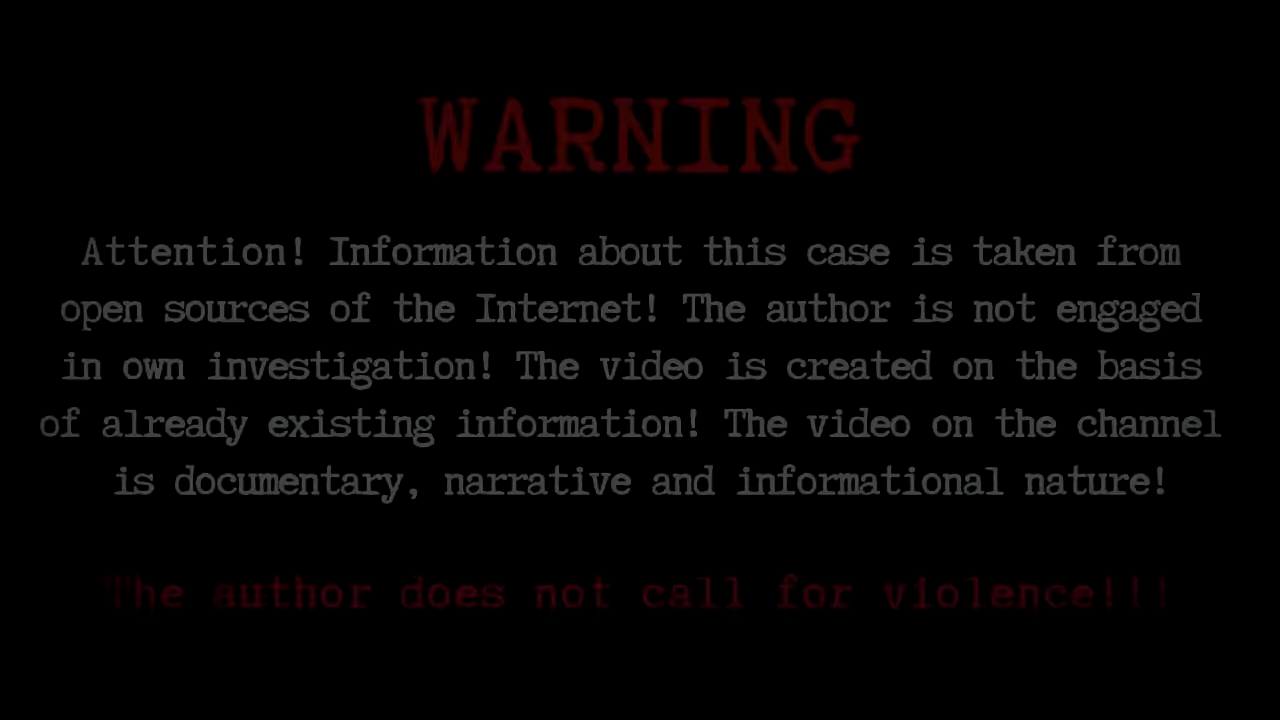 WARNING
Attention! Information about this case is taken from
open sources of the Internet! The author is not engaged
in own investigation! The video is created on the basis
of already existing information! The video on the channel
is documentary, narrative and informational nature!
The author does not call for violence!!!